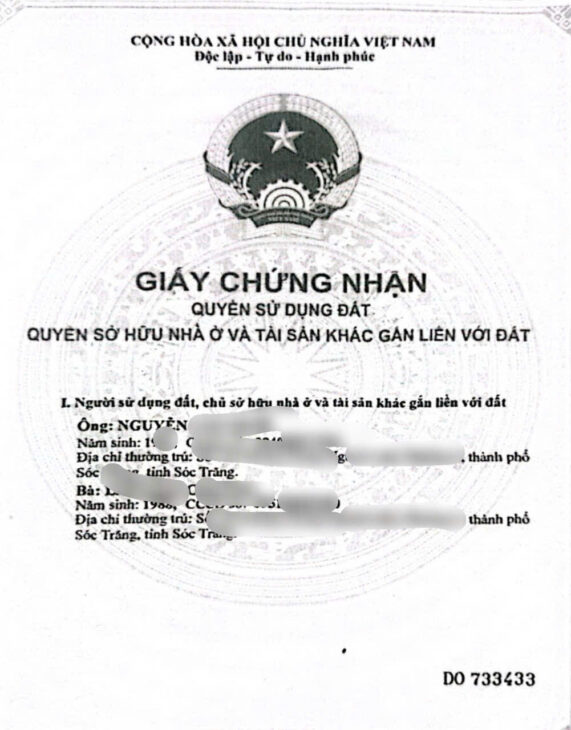 CỘNG HÒA XÃ HỘI CHỦ NGHĨA VIỆT NAM
Độc lập - Tự do - Hạnh phúc
GIẤY CHỨNG NHẬN
QUYỀN SỬ DỤNG ĐẤT
QUYỀN SỞ HỮU NHÀ Ở VÀ TÀI SẢN KHÁC GẮN LIỀN VỚI ĐẤT
I. Người sử dụng đất, chủ sở hữu nhà ở và tài sản khác gắn liền với đất
Ông: NGUYỄN
Năm sinh:
Địa chỉ thường trú: thành phố
Sóc tỉnh Sóc Trăng.
Bà:
Năm sinh: 1988,
Địa chỉ thường trú: thành phố
Sóc Trăng, tỉnh Sóc Trăng.
DO 733433